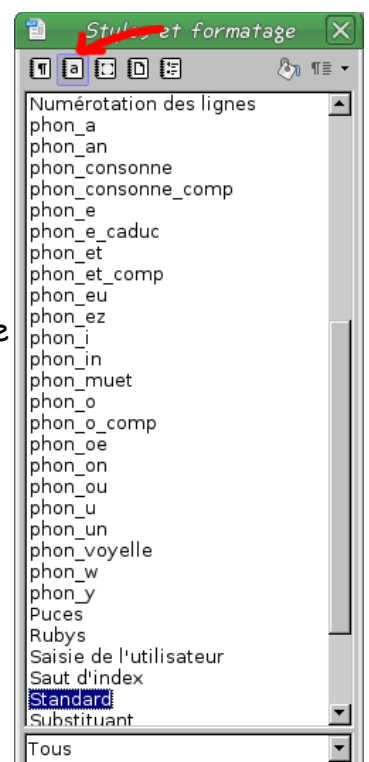 Styles et formatage
a
Numérotation des lignes
phon_a
phon_an
phon_consonne
phon_consonne_comp
phon_e
phon_e_caduc
phon_et
phon_et_comp
phon_eu
phon_ez
e
phon_i
phon_in
phon_muet
phon_o
phon_o_comp
phon_oe
phon_on
phon_ou
phon_u
phon_un
phon_voyelle
phon_w
phon_y
Puces
Rubys
Saisie de l'utilisateur
Saut d'index
Standard
Substituant
Tous